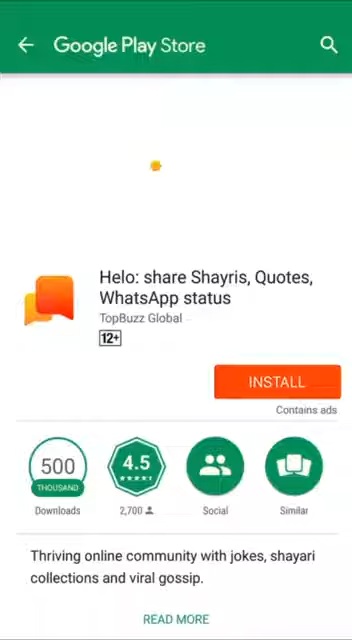 Google Play Store
Helo: share Shayris, Quotes,
WhatsApp status
TopBuzz Global
12+
INSTALL
Contains ads
500
THOUSAND
Downloads
4.5
2,700
Social
Similar
Thriving online community with jokes, shayari
collections and viral gossip.
READ MORE